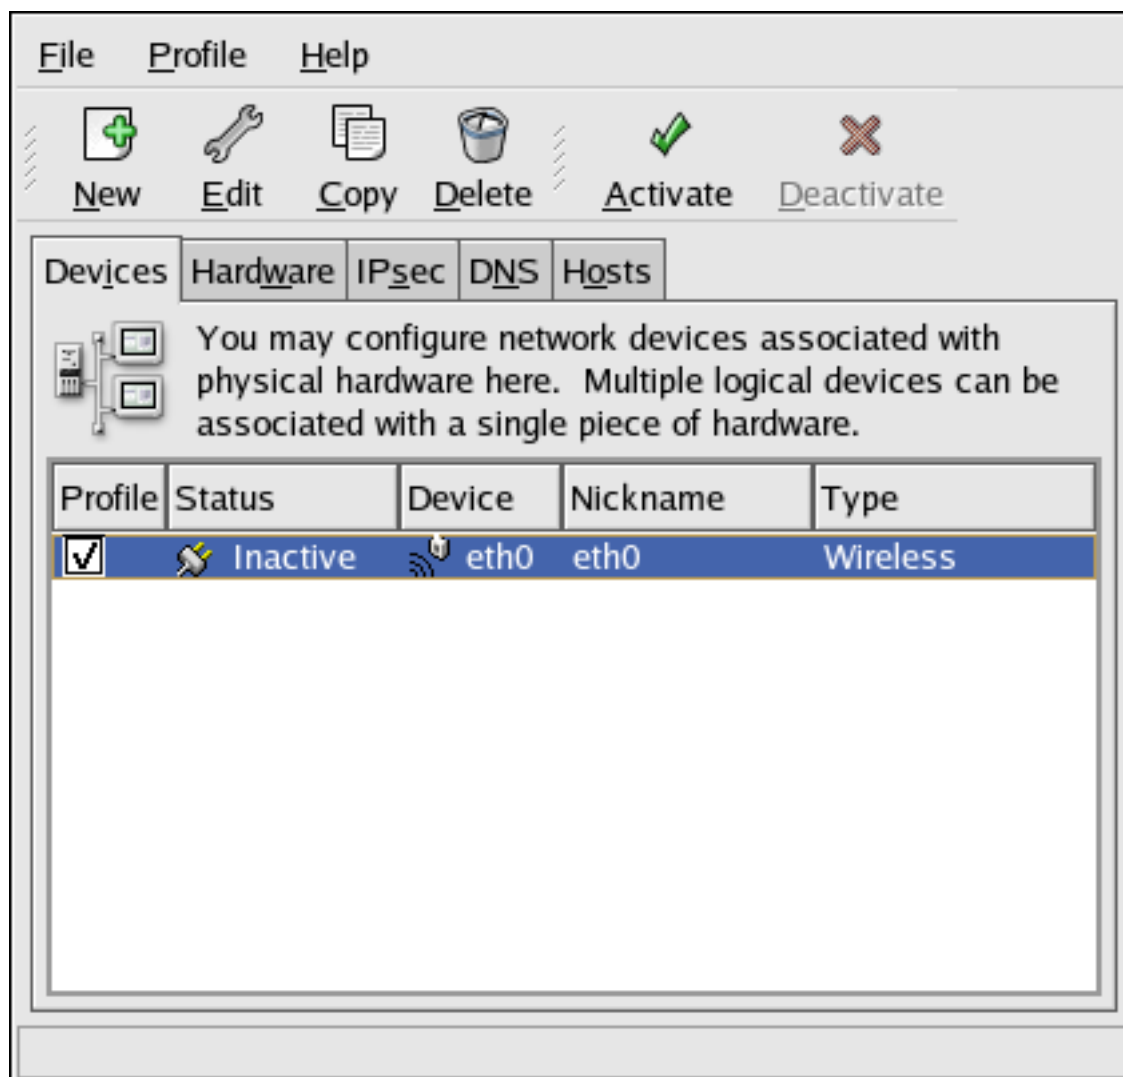 File Profile Help
New Edit Copy Delete Activate Deactivate
Devices Hardware IPsec DNS Hosts
You may configure network devices associated with
physical hardware here.  Multiple logical devices can be
associated with a single piece of hardware.
Profile Status Device Nickname Type
Inactive eth0 eth0 Wireless